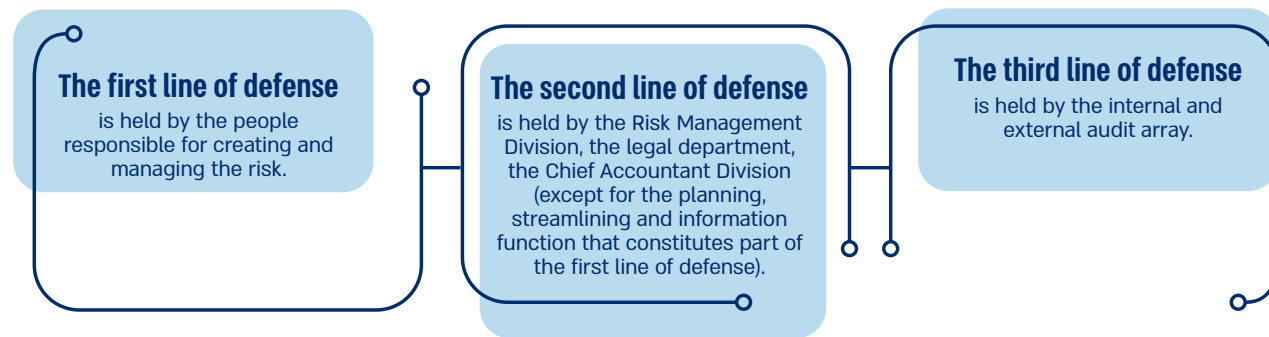 The first line of defense
is held by the people
responsible for creating and
managing the risk.
The second line of defense
is held by the Risk Management
Division, the legal department,
the Chief Accountant Division
(except for the planning,
streamlining and information
function that constitutes part of
the first line of defense).
The third line of defense
is held by the internal and
external audit array.